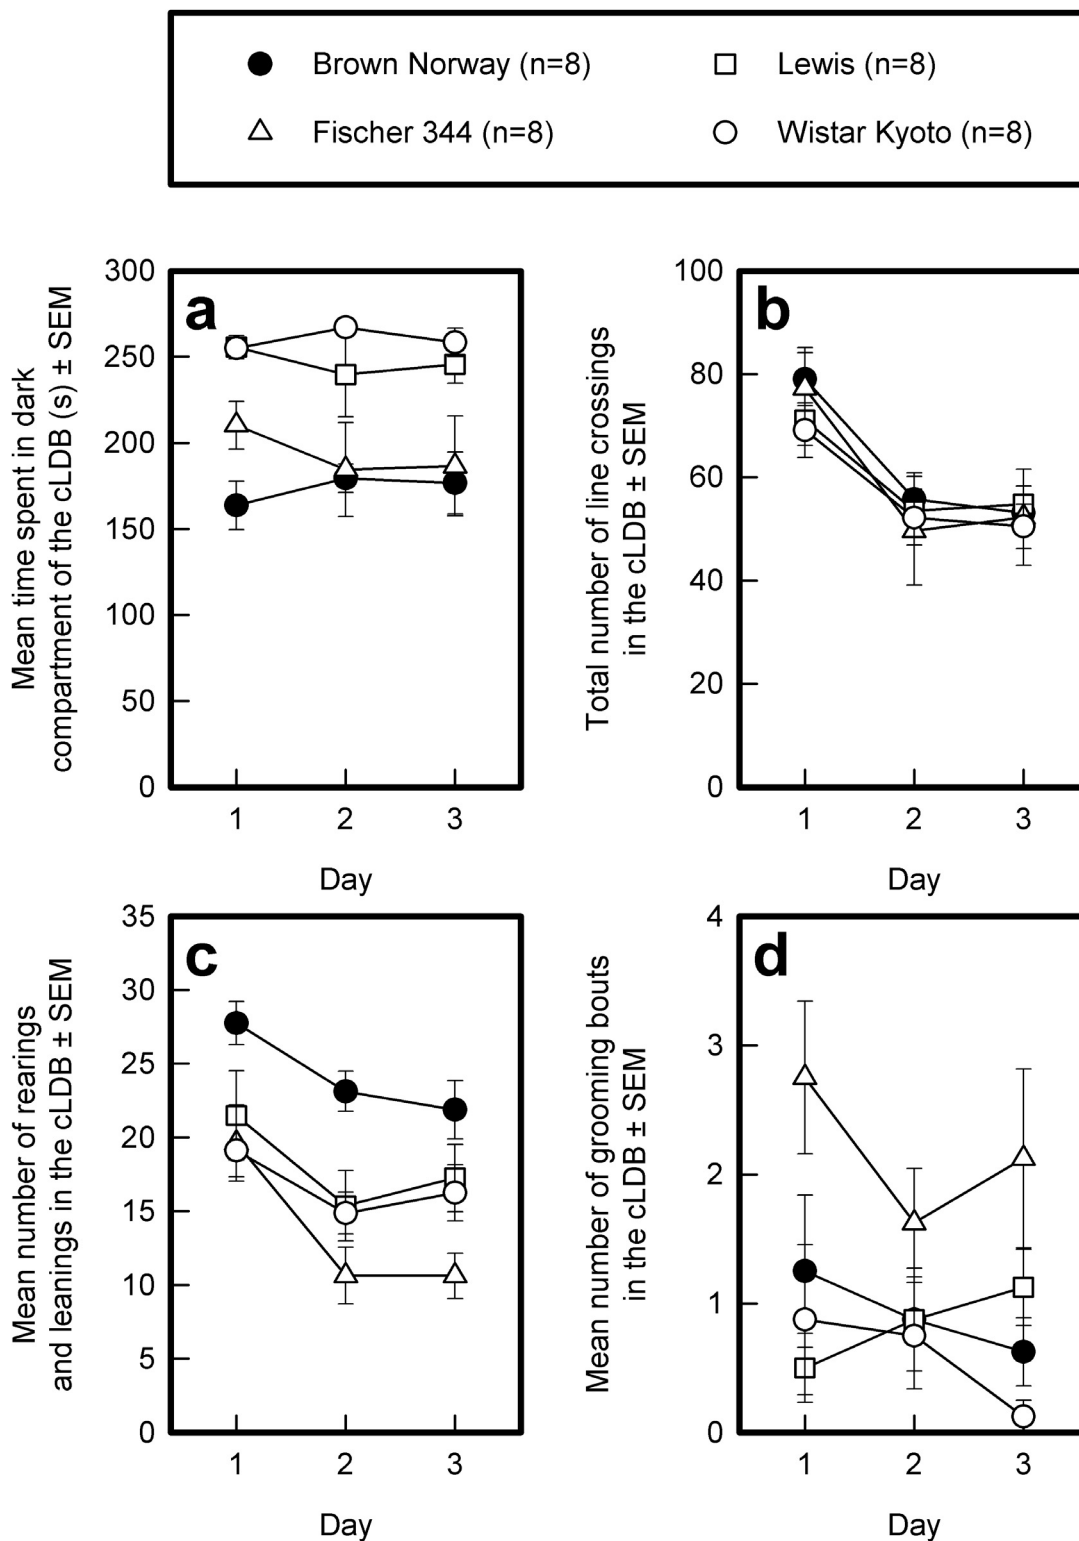 Brown Norway (n=8)
Lewis (n=8)
Fischer 344 (n=8)
Wistar Kyoto (n=8)
a
Mean time spent in dark
compartment of the cLDB (s) ± SEM
300
250
200
150
100
50
0
1 2 3
Day
b
Total number of line crossings
in the cLDB ± SEM
100
80
60
40
20
0
1 2 3
Day
c
Mean number of rearings
and leanings in the cLDB ± SEM
35
30
25
20
15
10
5
0
1 2 3
Day
d
Mean number of grooming bouts
in the cLDB ± SEM
4
3
2
1
0
1 2 3
Day